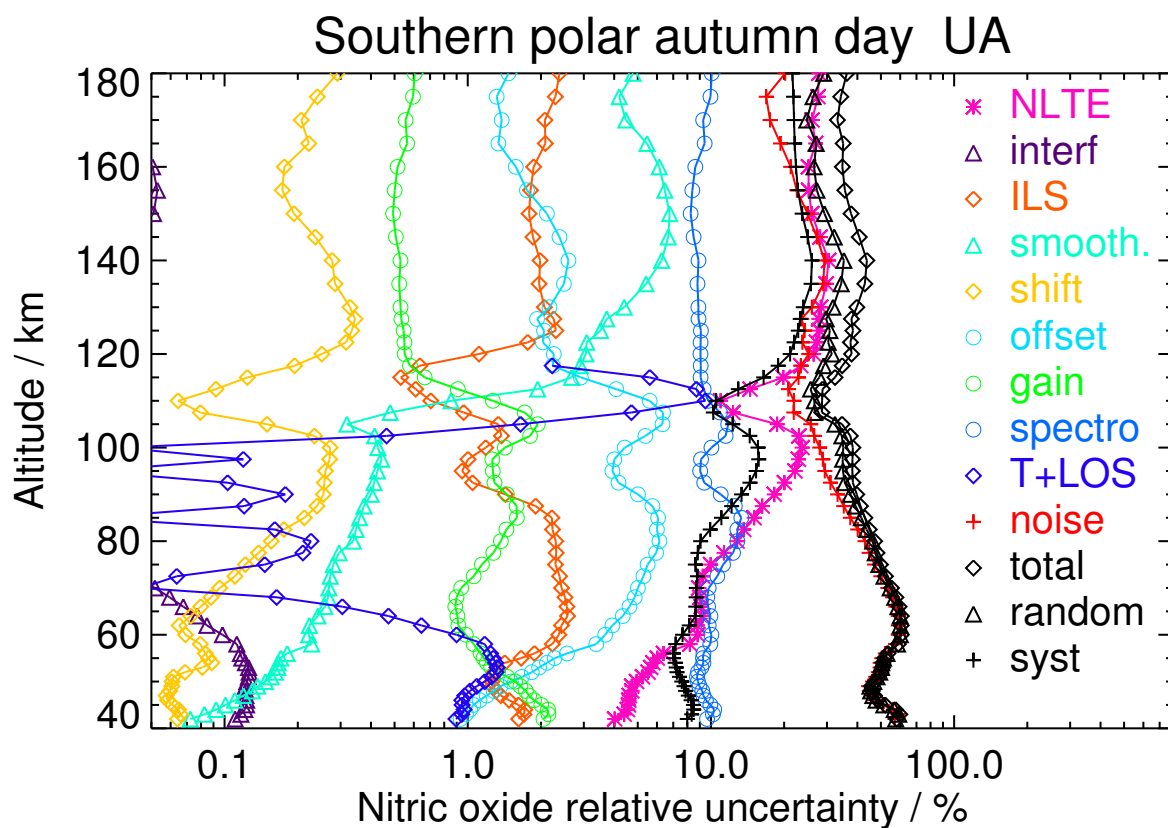 Southern polar autumn day  UA
180
160
140
120
100
80
60
40
Altitude / km
0.1
1.0
10.0
100.0
Nitric oxide relative uncertainty / %
NLTE
interf
ILS
smooth.
shift
offset
gain
spectro
T+LOS
noise
total
random
syst